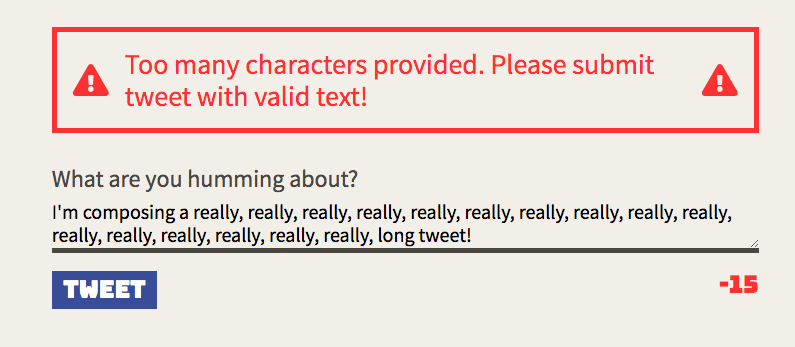 Too many characters provided. Please submit
tweet with valid text!
What are you humming about?
I'm composing a really, really, really, really, really, really, really, really, really, really,
really, really, really, really, really, really, long tweet!
TWEET
-15